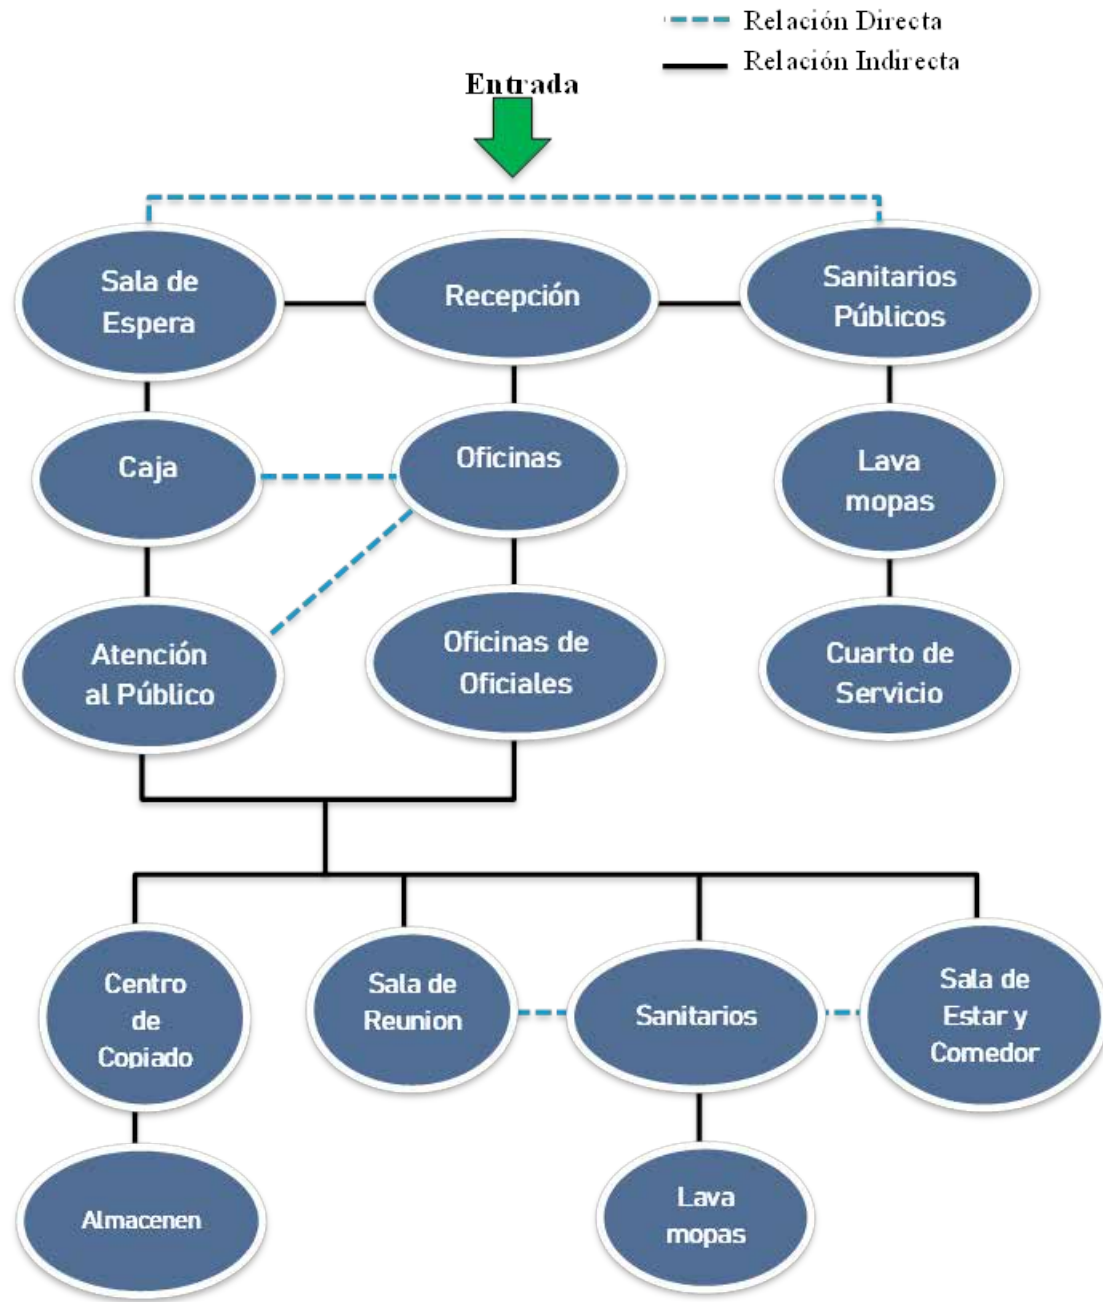 Relación Directa
Relación Indirecta
Entrada
Sala de
Espera
Recepción
Sanitarios
Públicos
Caja
Oficinas
Lava
mopas
Atención
al Público
Oficinas de
Oficiales
Cuarto de
Servicio
Centro
de
Copiado
Sala de
Reunion
Sanitarios
Sala de
Estar y
Comedor
Almacenen
Lava
mopas